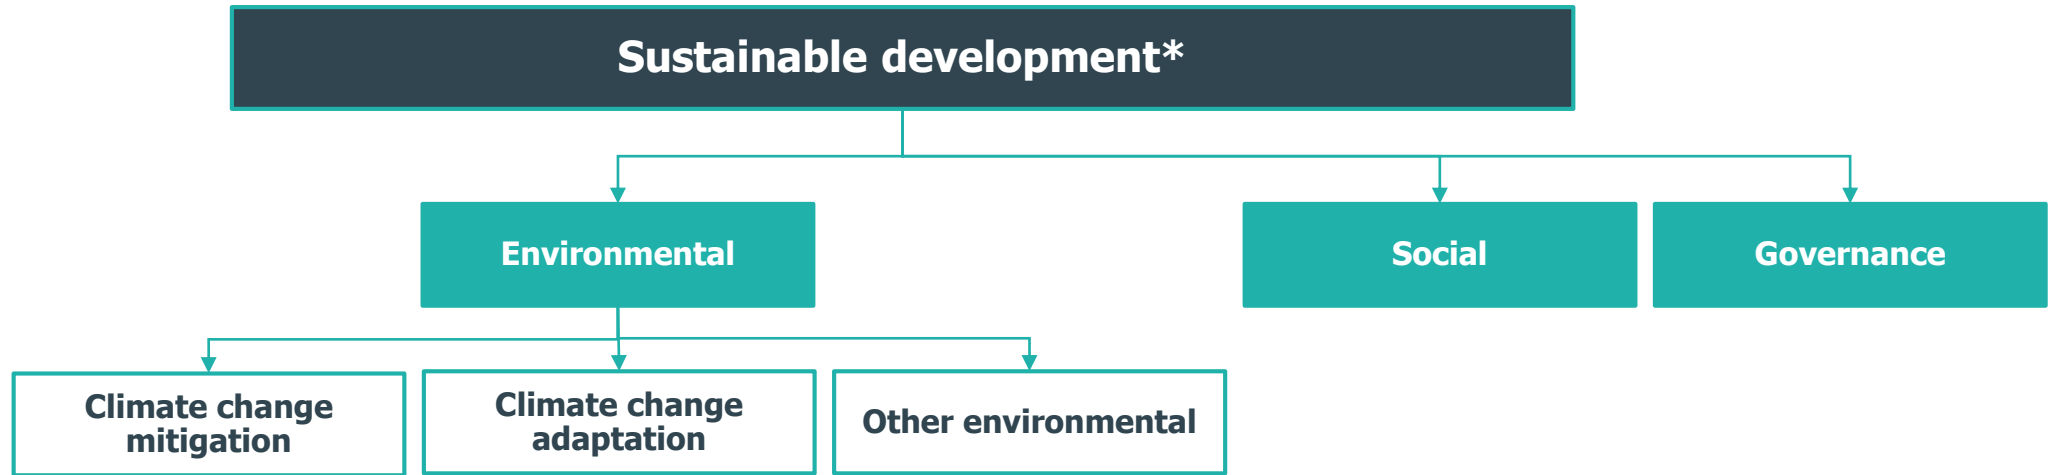 Sustainable development*
Environmental
Social
Governance
Climate change
mitigation
Climate change
adaptation
Other environmental